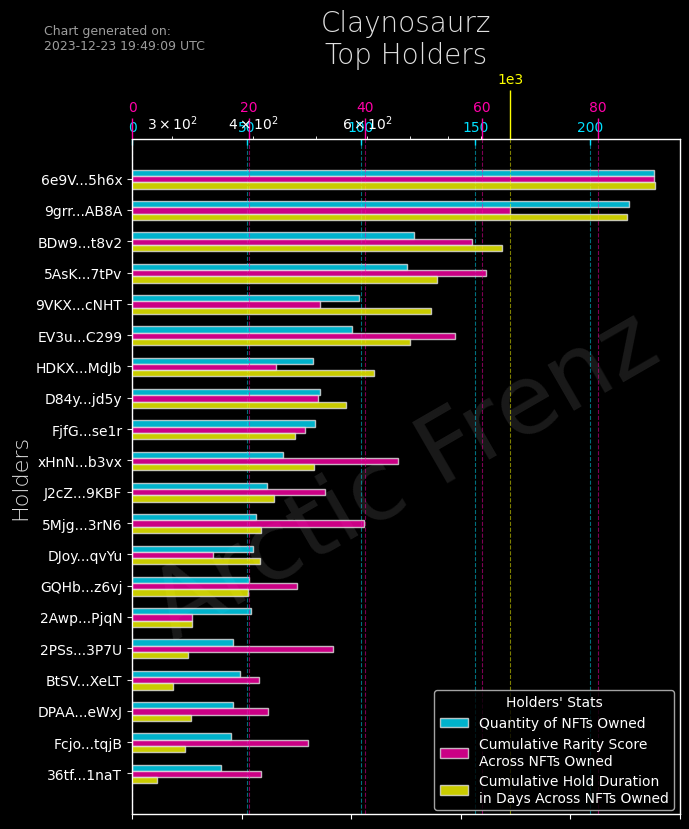 Chart generated on:
2023-12-23 19:49:09 UTC
Claynosaurz
Top Holders
1e3
0 20 40 60 80
3 × 10² 4 × 10² 6 × 10²
0 50 100 150 200
Holders
6e9V...5h6x
9grr...AB8A
BDw9...t8v2
5AsK...7tPv
9VKX...cNHT
EV3u...C299
HDKX...MdJb
D84y...jd5y
FjfG...se1r
xHnN...b3vx
J2cZ...9KBF
5Mjg...3rN6
DJoy...qvYu
GQHb...z6vj
2Awp...PjqN
2PSs...3P7U
BtSV...XeLT
DPAA...eWxJ
Fcjo...tqjB
36tf...1naT
Arctic Frenz
Holders' Stats
Quantity of NFTs Owned
Cumulative Rarity Score
Across NFTs Owned
Cumulative Hold Duration
in Days Across NFTs Owned